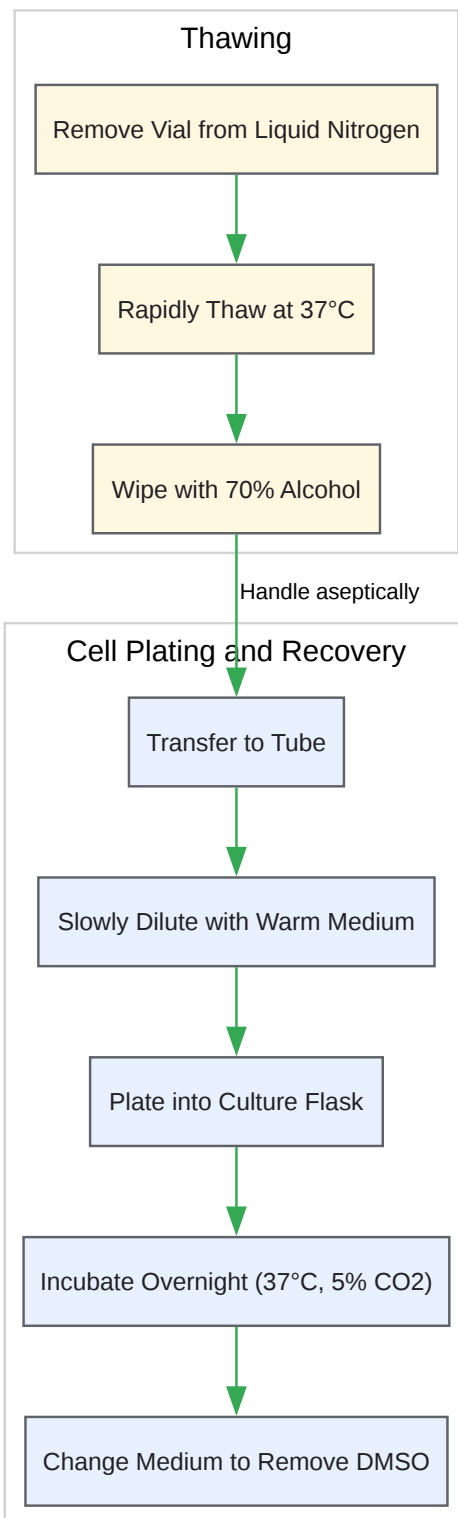 Thawing
Remove Vial from Liquid Nitrogen
Rapidly Thaw at 37°C
Wipe with 70% Alcohol
Handle aseptically
Cell Plating and Recovery
Transfer to Tube
Slowly Dilute with Warm Medium
Plate into Culture Flask
Incubate Overnight (37°C, 5% CO2)
Change Medium to Remove DMSO